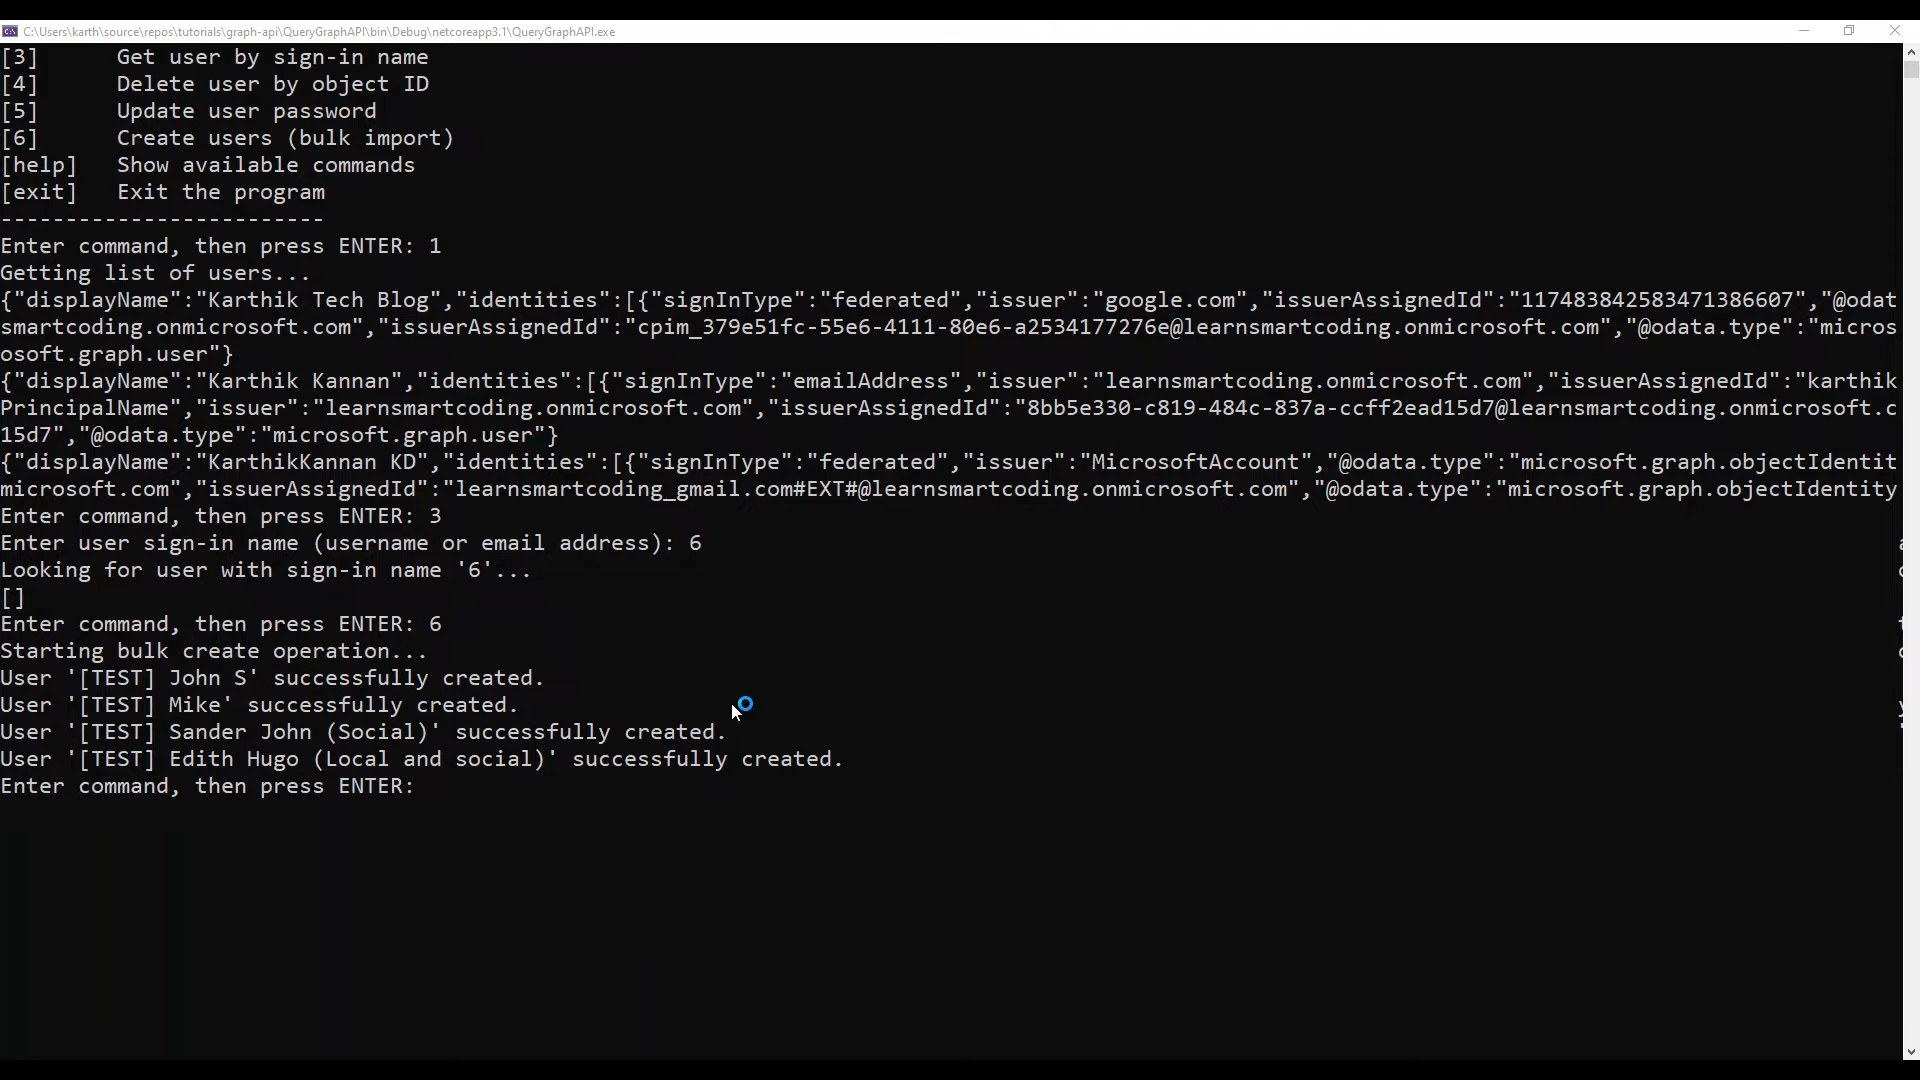 C:\Users\karth\source\repos\tutorials\graph-api\QueryGraphAPI\bin\Debug\netcoreapp3.1\QueryGraphAPI.exe
[3]      Get user by sign-in name
[4]      Delete user by object ID
[5]      Update user password
[6]      Create users (bulk import)
[help]   Show available commands
[exit]   Exit the program
-------------------------
Enter command, then press ENTER: 1
Getting list of users...
{"displayName":"Karthik Tech Blog","identities":[{"signInType":"federated","issuer":"google.com","issuerAssignedId":"117483842583471386607","@odat
smartcoding.onmicrosoft.com","issuerAssignedId":"cpim_379e51fc-55e6-4111-80e6-a2534177276e@learnsmartcoding.onmicrosoft.com","@odata.type":"micros
osoft.graph.user"}
{"displayName":"Karthik Kannan","identities":[{"signInType":"emailAddress","issuer":"learnsmartcoding.onmicrosoft.com","issuerAssignedId":"karthik
PrincipalName","issuer":"learnsmartcoding.onmicrosoft.com","issuerAssignedId":"8bb5e330-c819-484c-837a-ccff2ead15d7@learnsmartcoding.onmicrosoft.c
15d7","@odata.type":"microsoft.graph.user"}
{"displayName":"KarthikKannan KD","identities":[{"signInType":"federated","issuer":"MicrosoftAccount","@odata.type":"microsoft.graph.objectIdentit
microsoft.com","issuerAssignedId":"learnsmartcoding_gmail.com#EXT#@learnsmartcoding.onmicrosoft.com","@odata.type":"microsoft.graph.objectIdentity
Enter command, then press ENTER: 3
Enter user sign-in name (username or email address): 6
Looking for user with sign-in name '6'...
[]
Enter command, then press ENTER: 6
Starting bulk create operation...
User '[TEST] John S' successfully created.
User '[TEST] Mike' successfully created.
User '[TEST] Sander John (Social)' successfully created.
User '[TEST] Edith Hugo (Local and social)' successfully created.
Enter command, then press ENTER: